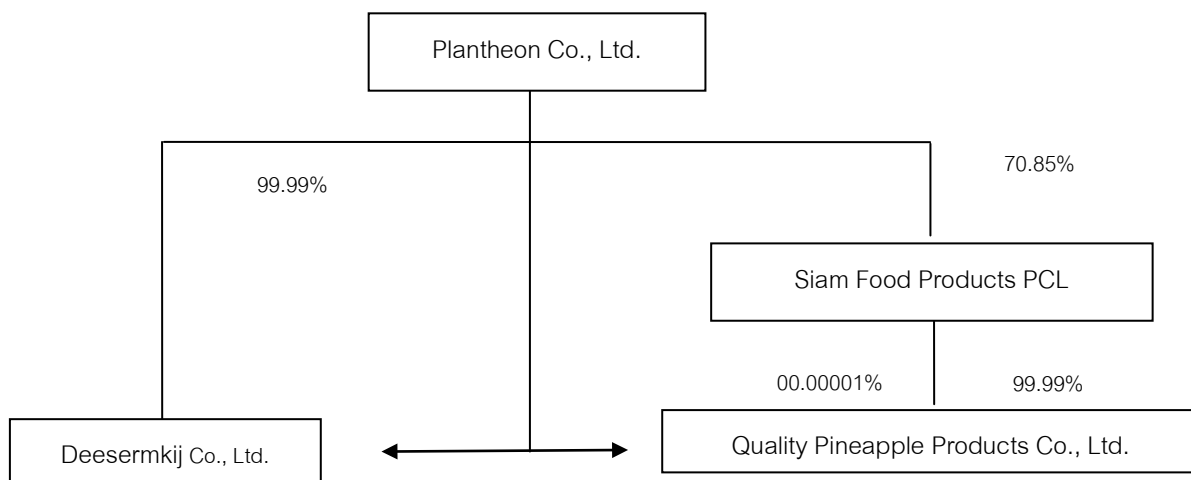 Plantheon Co., Ltd.
99.99%
70.85%
Siam Food Products PCL
00.00001%
99.99%
Deesermkij Co., Ltd.
Quality Pineapple Products Co., Ltd.